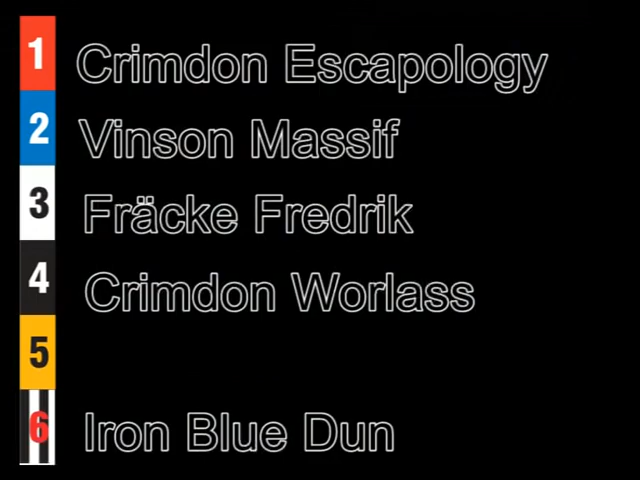 1 Crimdon Escapology
2 Vinson Massif
3 Fräcke Fredrik
4 Crimdon Worlass
5
6 Iron Blue Dun